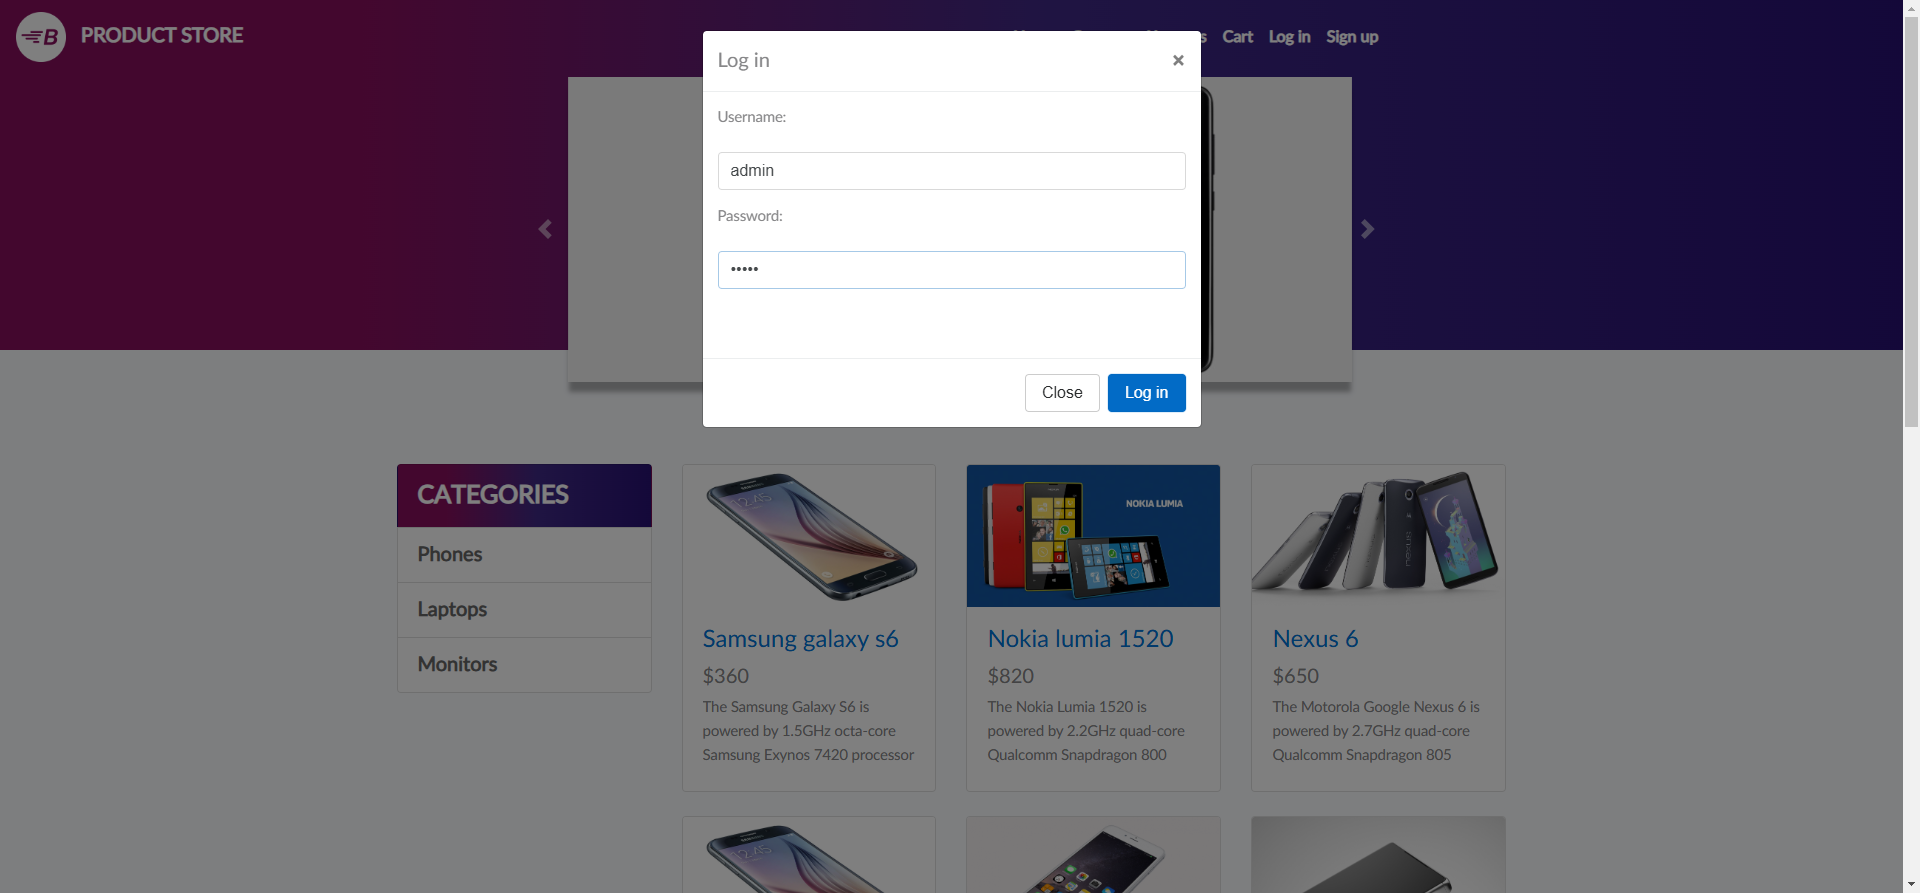 B PRODUCT STORE
s Cart Log in Sign up
Log in
×
Username:
admin
Password:
•••••
Close Log in
CATEGORIES
Phones
Laptops
Monitors
NOKIA LUMIA
nexus
Samsung galaxy s6
$360
The Samsung Galaxy S6 is
powered by 1.5GHz octa-core
Samsung Exynos 7420 processor
Nokia lumia 1520
$820
The Nokia Lumia 1520 is
powered by 2.2GHz quad-core
Qualcomm Snapdragon 800
Nexus 6
$650
The Motorola Google Nexus 6 is
powered by 2.7GHz quad-core
Qualcomm Snapdragon 805